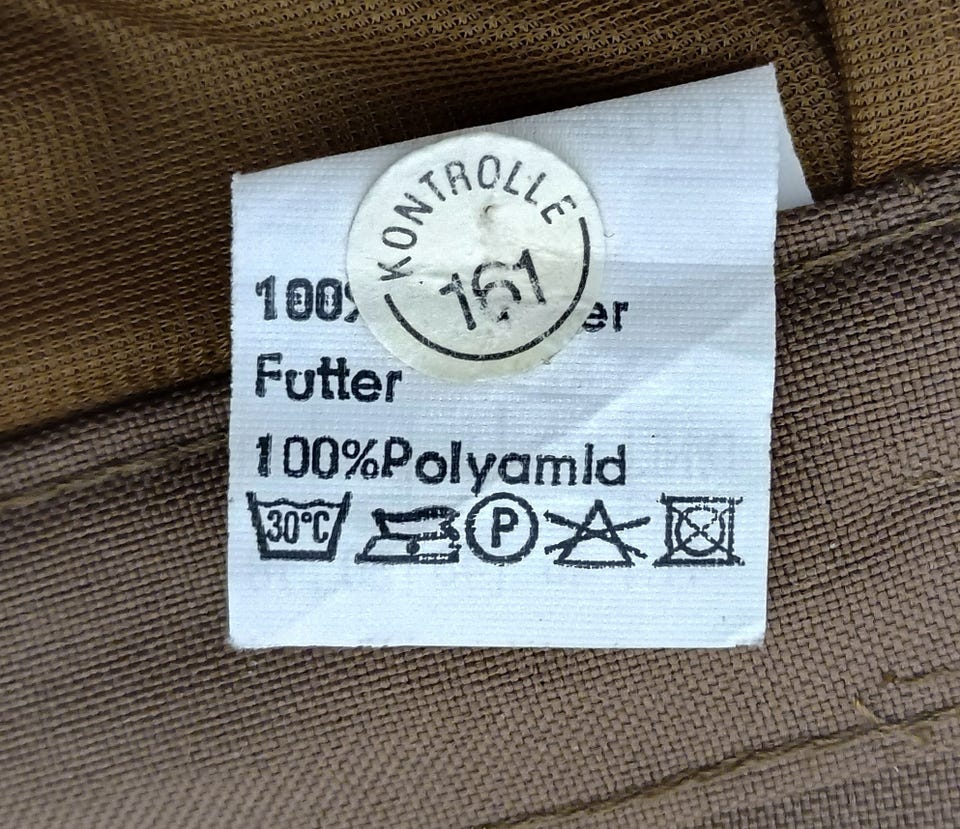 KONTROLLE
161
100%
Futter
100%Polyamid
30°C
P